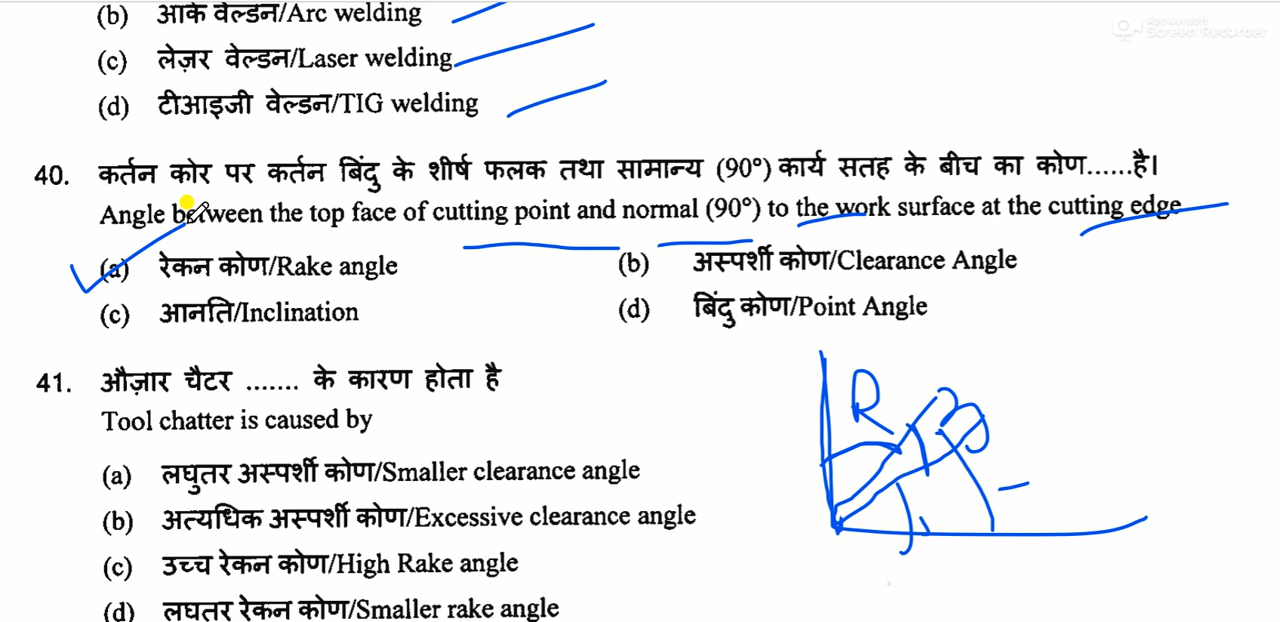 (b) आर्क वेल्डन/Arc welding
Apowersoft
Screen Recorder
(c) लेज़र वेल्डन/Laser welding
(d) टीआइजी वेल्डन/TIG welding
40. कर्तन कोर पर कर्तन बिंदु के शीर्ष फलक तथा सामान्य (90°) कार्य सतह के बीच का कोण......है।
Angle between the top face of cutting point and normal (90°) to the work surface at the cutting edge
(a) रेकन कोण/Rake angle (b) अस्पर्शी कोण/Clearance Angle
(c) आनति/Inclination (d) बिंदु कोण/Point Angle
41. औज़ार चैटर ....... के कारण होता है
Tool chatter is caused by
R
(a) लघुतर अस्पर्शी कोण/Smaller clearance angle
(b) अत्यधिक अस्पर्शी कोण/Excessive clearance angle
(c) उच्च रेकन कोण/High Rake angle
(d) लघुतर रेकन कोण/Smaller rake angle